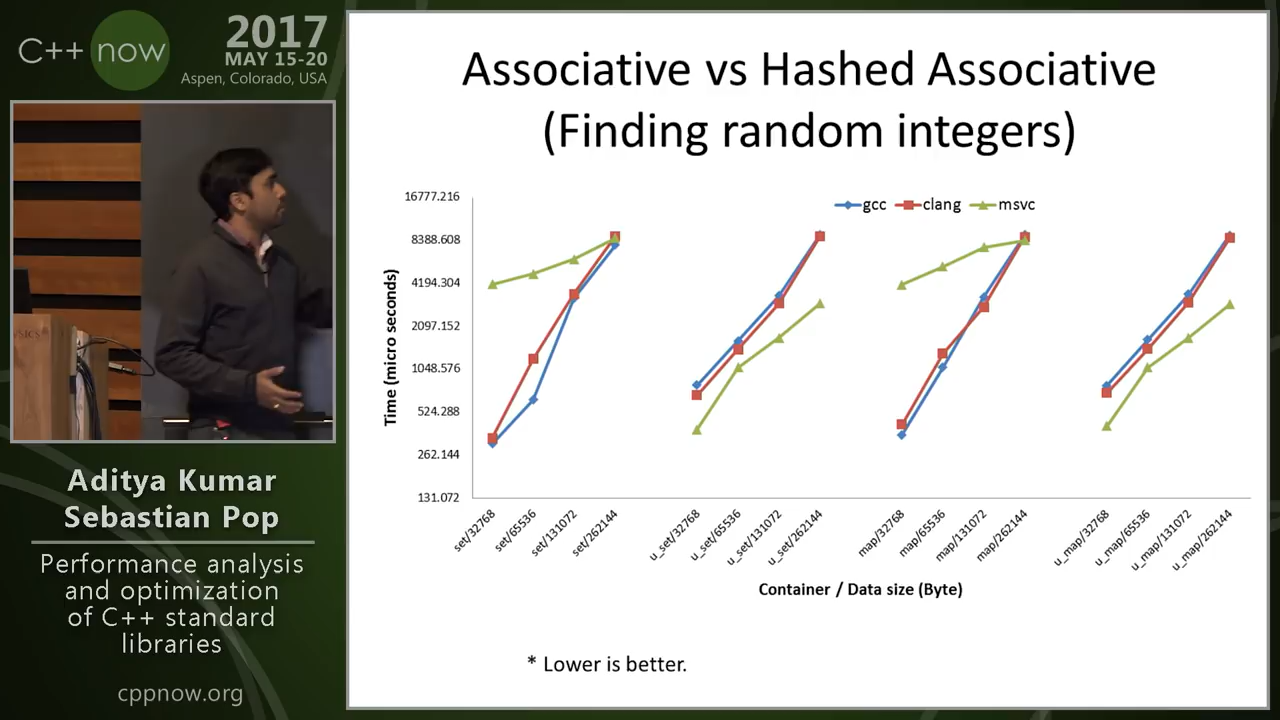 C++ now
2017
MAY 15-20
Aspen, Colorado, USA
Associative vs Hashed Associative
(Finding random integers)
gcc clang msvc
Time (micro seconds)
16777.216
8388.608
4194.304
2097.152
1048.576
524.288
262.144
131.072
set/32768
set/65536
set/131072
set/262144
u_set/32768
u_set/65536
u_set/131072
u_set/262144
map/32768
map/65536
map/131072
map/262144
u_map/32768
u_map/65536
u_map/131072
u_map/262144
Container / Data size (Byte)
* Lower is better.
Aditya Kumar
Sebastian Pop
Performance analysis
and optimization
of C++ standard
libraries
cppnow.org